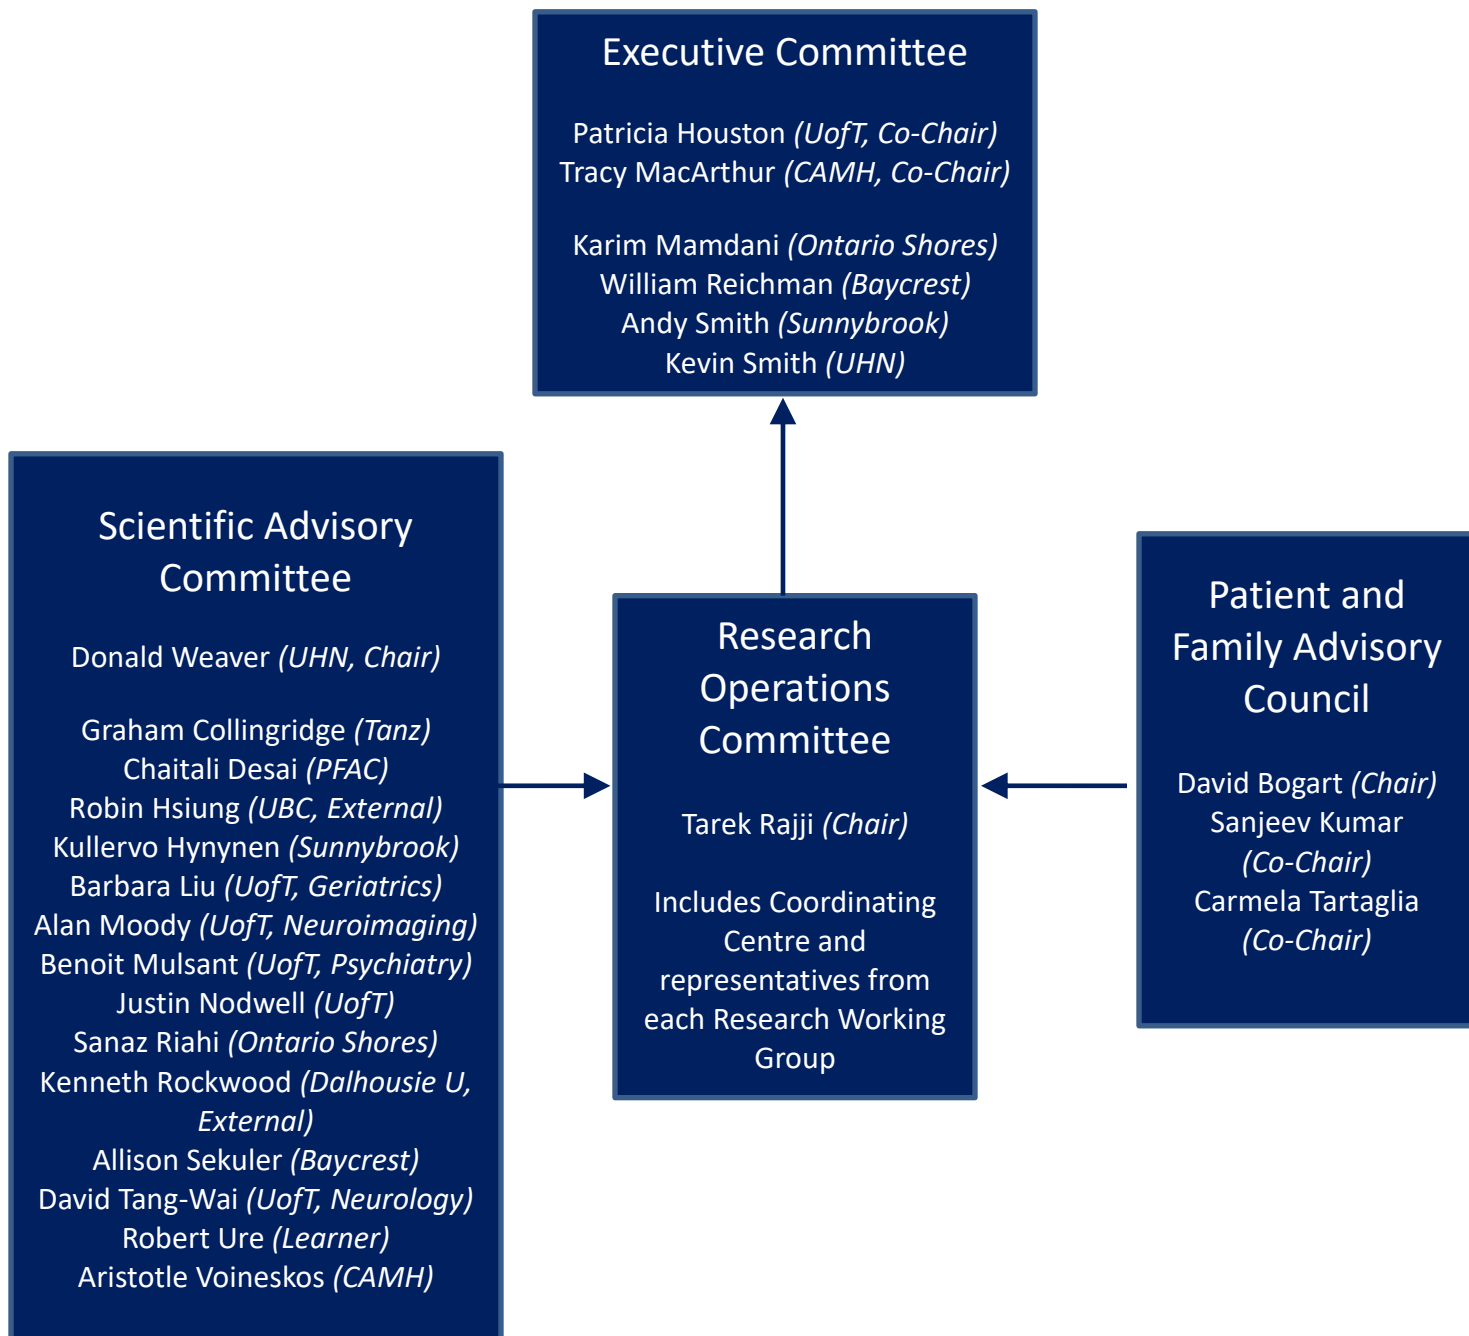 Executive Committee
Patricia Houston (UofT, Co-Chair)
Tracy MacArthur (CAMH, Co-Chair)
Karim Mamdani (Ontario Shores)
William Reichman (Baycrest)
Andy Smith (Sunnybrook)
Kevin Smith (UHN)
Scientific Advisory
Committee
Donald Weaver (UHN, Chair)
Graham Collingridge (Tanz)
Chaitali Desai (PFAC)
Robin Hsiung (UBC, External)
Kullervo Hynynen (Sunnybrook)
Barbara Liu (UofT, Geriatrics)
Alan Moody (UofT, Neuroimaging)
Benoit Mulsant (UofT, Psychiatry)
Justin Nodwell (UofT)
Sanaz Riahi (Ontario Shores)
Kenneth Rockwood (Dalhousie U,
External)
Allison Sekuler (Baycrest)
David Tang-Wai (UofT, Neurology)
Robert Ure (Learner)
Aristotle Voineskos (CAMH)
Research
Operations
Committee
Tarek Rajji (Chair)
Includes Coordinating
Centre and
representatives from
each Research Working
Group
Patient and
Family Advisory
Council
David Bogart (Chair)
Sanjeev Kumar
(Co-Chair)
Carmela Tartaglia
(Co-Chair)